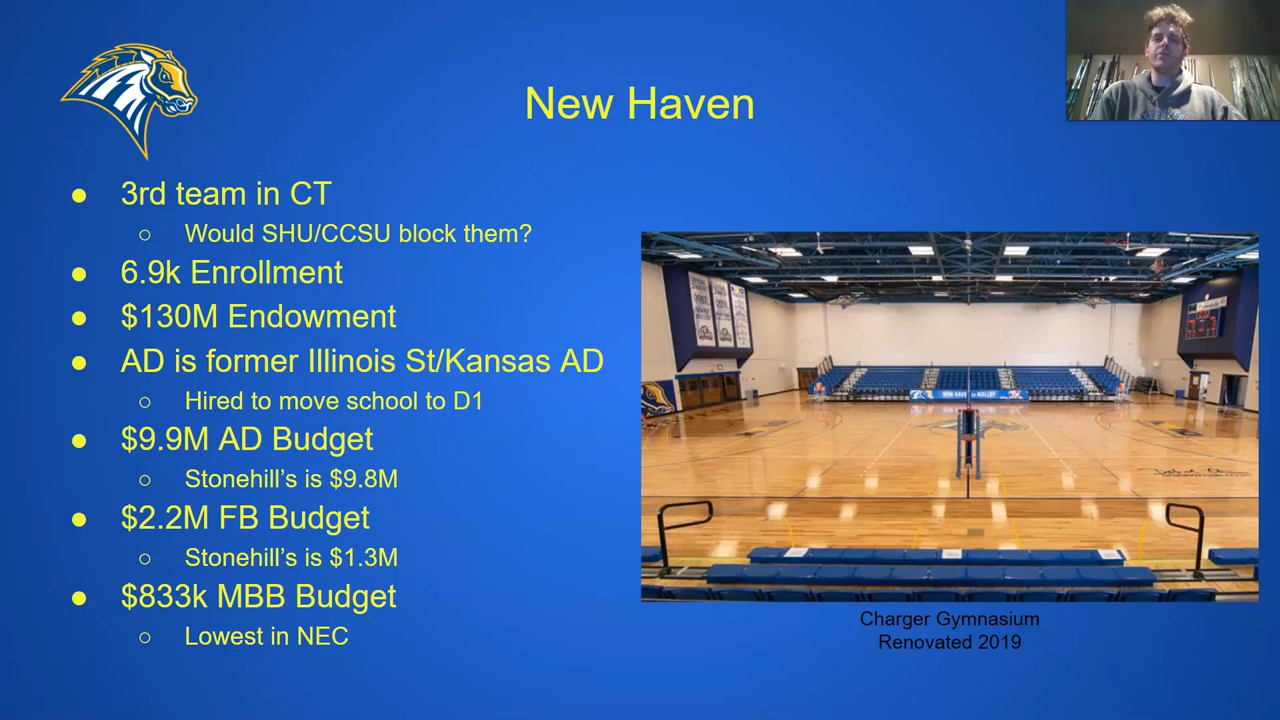 New Haven
3rd team in CT
Would SHU/CCSU block them?
6.9k Enrollment
$130M Endowment
AD is former Illinois St/Kansas AD
Hired to move school to D1
$9.9M AD Budget
Stonehill's is $9.8M
$2.2M FB Budget
Stonehill's is $1.3M
$833k MBB Budget
Lowest in NEC
Charger Gymnasium
Renovated 2019